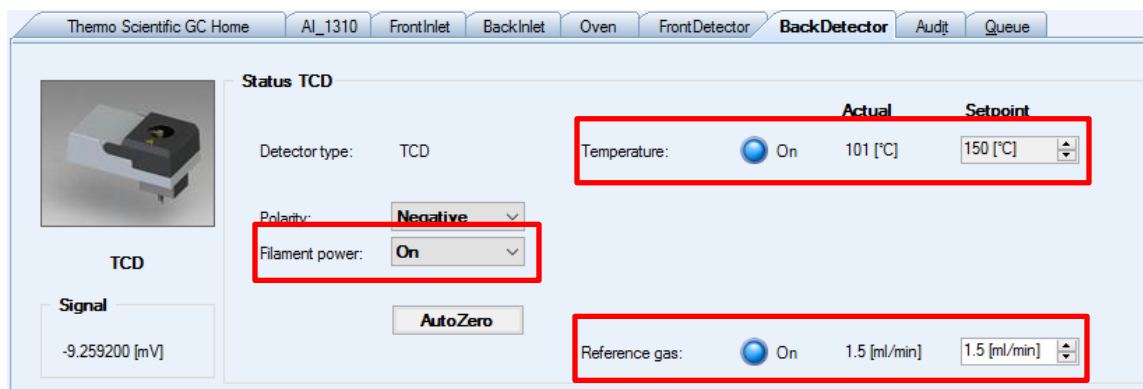 Thermo Scientific GC Home AI_1310 FrontInlet BackInlet Oven FrontDetector BackDetector Audit Queue
Status TCD
Actual Setpoint
Detector type: TCD Temperature: On 101 [°C] 150 [°C]
Polarity: Negative
Filament power: On
TCD
Signal
AutoZero
-9.259200 [mV] Reference gas: On 1.5 [ml/min] 1.5 [ml/min]